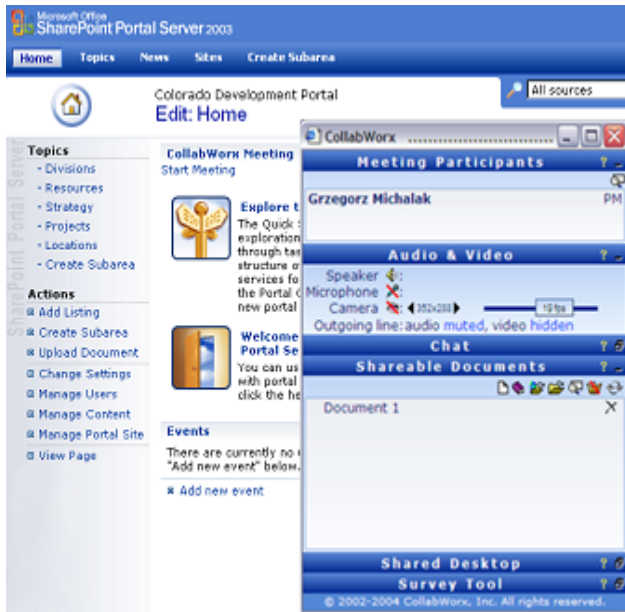 Microsoft Office
SharePoint Portal Server 2003
Home Topics News Sites Create Subarea
All sources
Colorado Development Portal
Edit: Home
SharePoint Portal Server
Topics
- Divisions
- Resources
- Strategy
- Projects
- Locations
- Create Subarea
Actions
Add Listing
Create Subarea
Upload Document
Change Settings
Manage Users
Manage Content
Manage Portal Site
View Page
CollabWorx Meeting
Start Meeting
Explore t
The Quick
exploration
through tas
structure o
services fo
the Portal
new portal
Welcome
Portal Se
You can us
with portal
click the he
Events
There are currently no
"Add new event" below.
Add new event
CollabWorx
Meeting Participants ?
Grzegorz Michalak PM
Audio & Video ?
Speaker :
Microphone :
Camera : 352x288
Outgoing line: audio muted, video hidden
Chat ?
Shareable Documents ?
Document 1 X
Shared Desktop ?
Survey Tool ?
© 2002-2004 CollabWorx, Inc. All rights reserved.